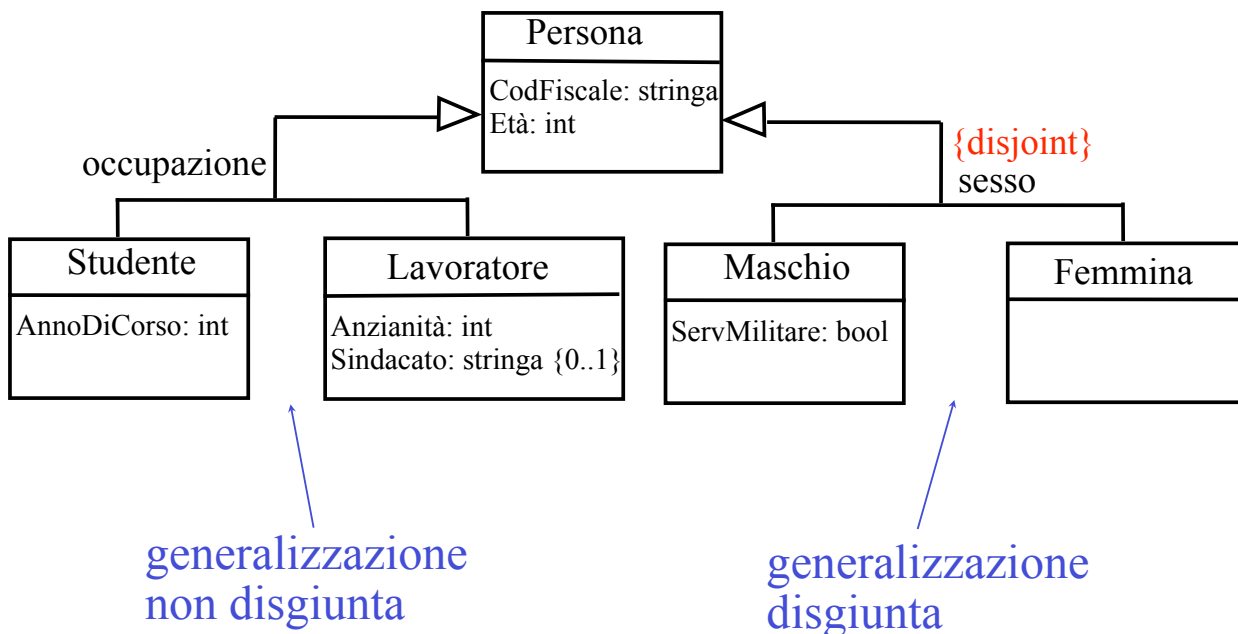 Persona
CodFiscale: stringa
Età: int
occupazione
{disjoint}
sesso
Studente
AnnoDiCorso: int
Lavoratore
Anzianità: int
Sindacato: stringa {0..1}
Maschio
ServMilitare: bool
Femmina
generalizzazione
non disgiunta
generalizzazione
disgiunta